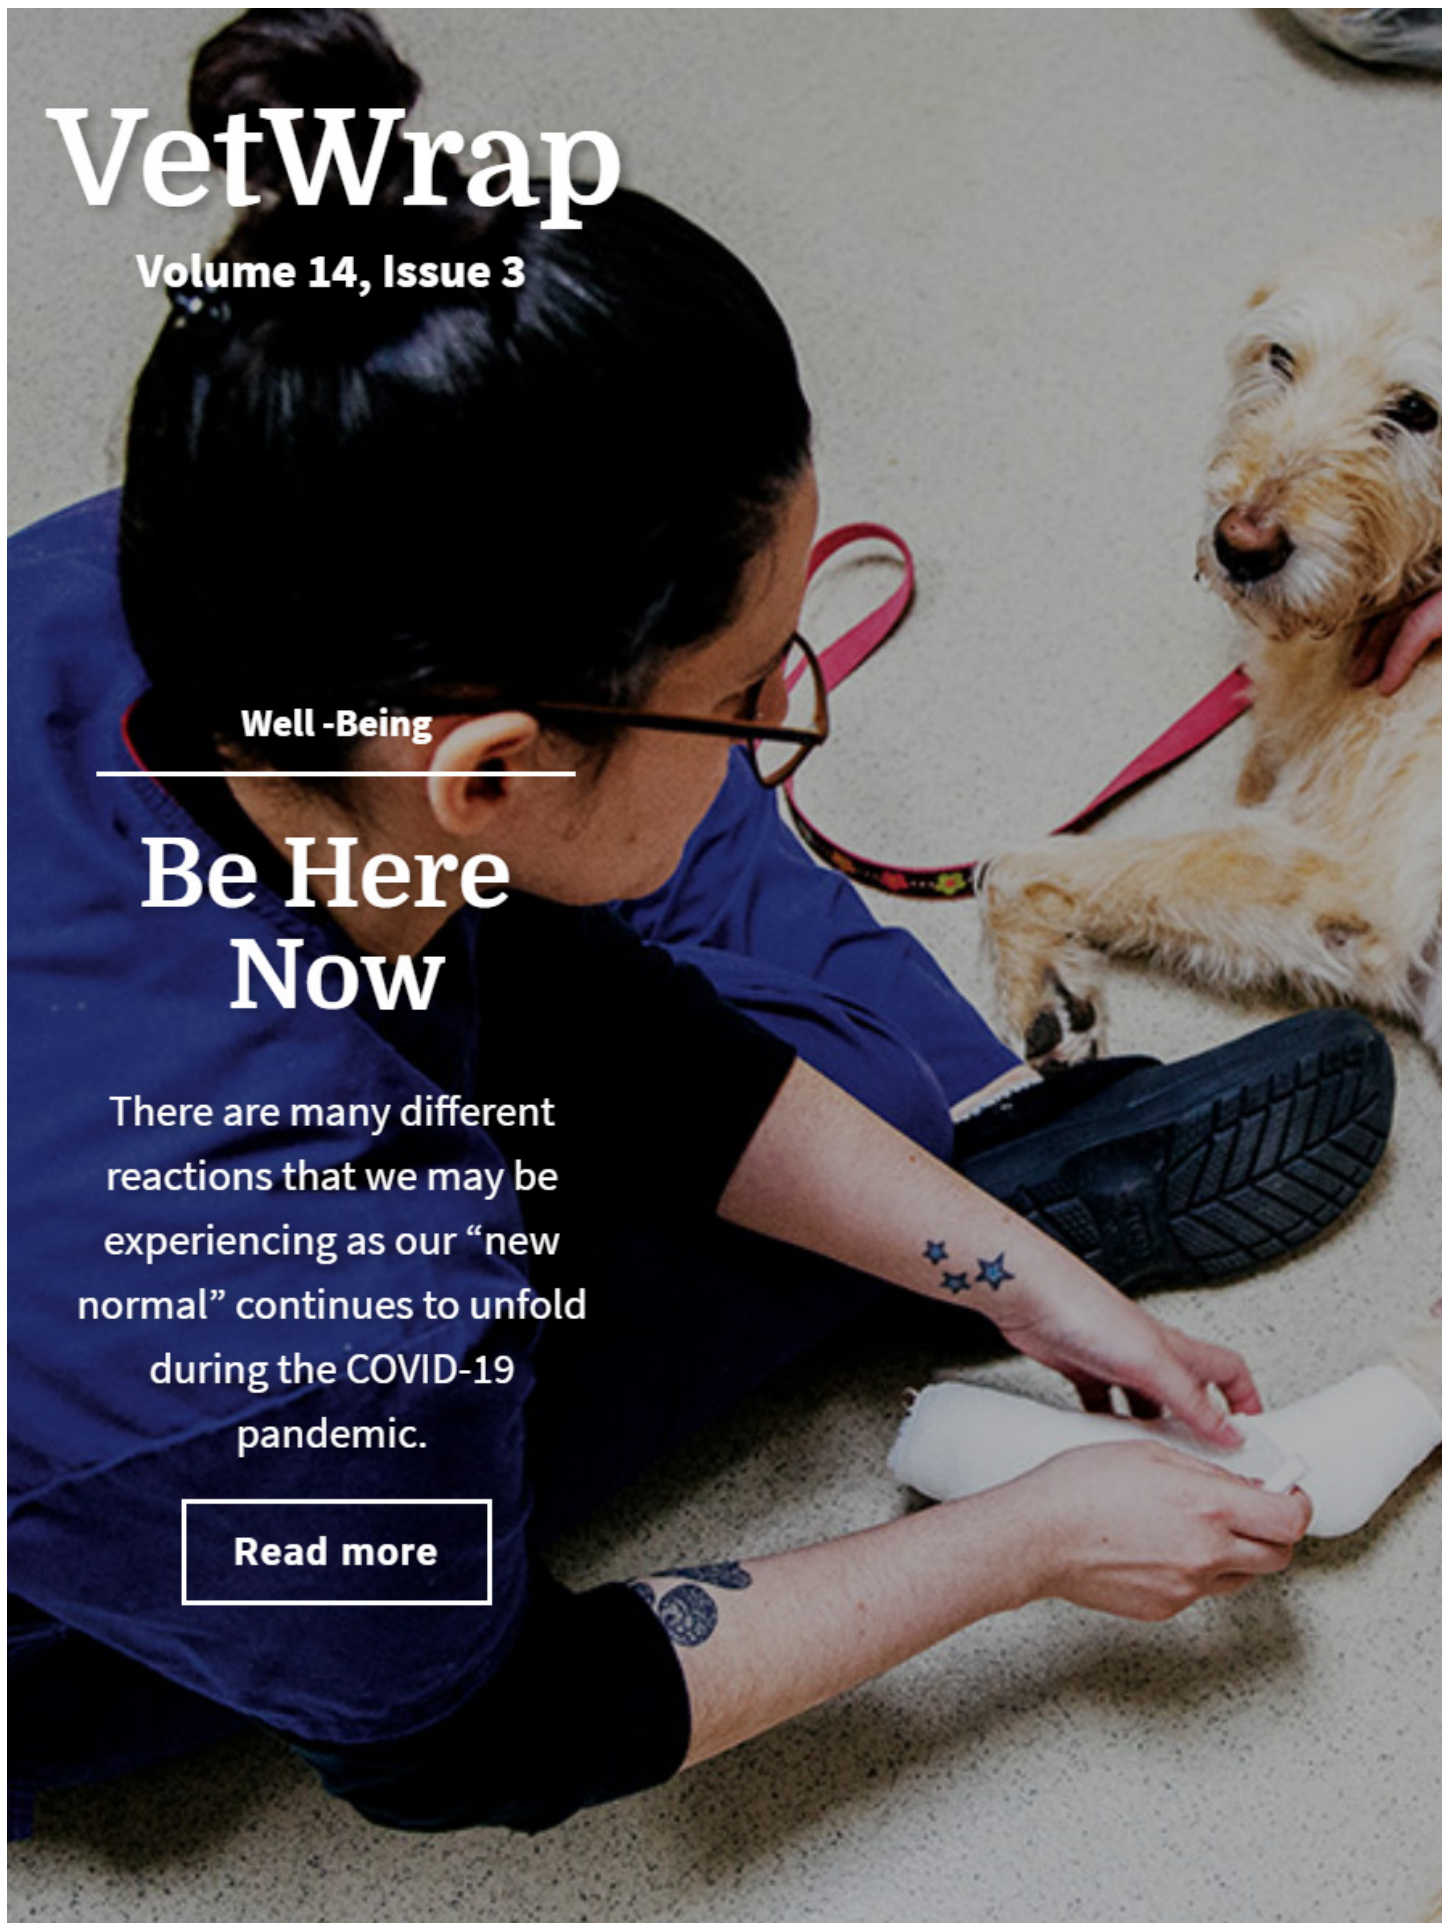 VetWrap
Volume 14, Issue 3
Well -Being
Be Here
Now
There are many different
reactions that we may be
experiencing as our “new
normal” continues to unfold
during the COVID-19
pandemic.
Read more